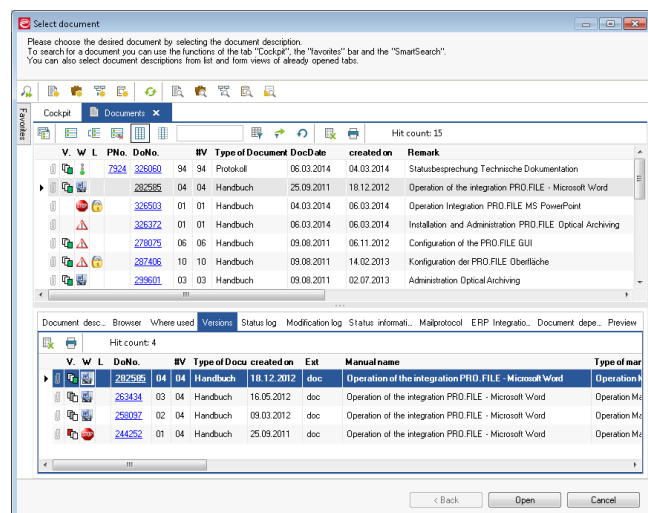 Select document
Please choose the desired document by selecting the document description.
To search for a document you can use the functions of the tab "Cockpit", the "favorites" bar and the "SmartSearch".
You can also select document descriptions from list and form views of already opened tabs.
Favorites
Cockpit Documents
Hit count: 15
V. W L PNo. DoNo. #V Type of Document DocDate created on Remark
7924 326060 94 94 Protokoll 06.03.2014 04.03.2014 Statusbesprechung Technische Dokumentation
282585 04 04 Handbuch 25.09.2011 18.12.2012 Operation of the integration PRO.FILE - Microsoft Word
326503 01 01 Handbuch 04.03.2014 06.03.2014 Operation Integration PRO.FILE MS PowerPoint
326372 01 01 Handbuch 06.03.2014 06.03.2014 Installation and Administration PRO.FILE Optical Archiving
278075 06 06 Handbuch 09.08.2011 06.11.2012 Configuration of the PRO.FILE GUI
287406 10 10 Handbuch 09.08.2011 14.02.2013 Konfiguration der PRO.FILE Oberfläche
299601 03 03 Handbuch 09.08.2011 02.07.2013 Administration Optical Archiving
Document desc... Browser Where used Versions Status log Modification log Status informati... Mailprotocol ERP Integratio... Document depe... Preview
Hit count: 4
V. W L DoNo. #V Type of Docu created on Ext Manual name Type of mar
282585 04 04 Handbuch 18.12.2012 doc Operation of the integration PRO.FILE - Microsoft Word Operation M
263434 03 04 Handbuch 16.05.2012 doc Operation of the integration PRO.FILE - Microsoft Word Operation Ma
258097 02 04 Handbuch 09.03.2012 doc Operation of the integration PRO.FILE - Microsoft Word Operation Ma
244252 01 04 Handbuch 25.09.2011 doc Operation of the integration PRO.FILE - Microsoft Word Operation Ma
< Back Open Cancel